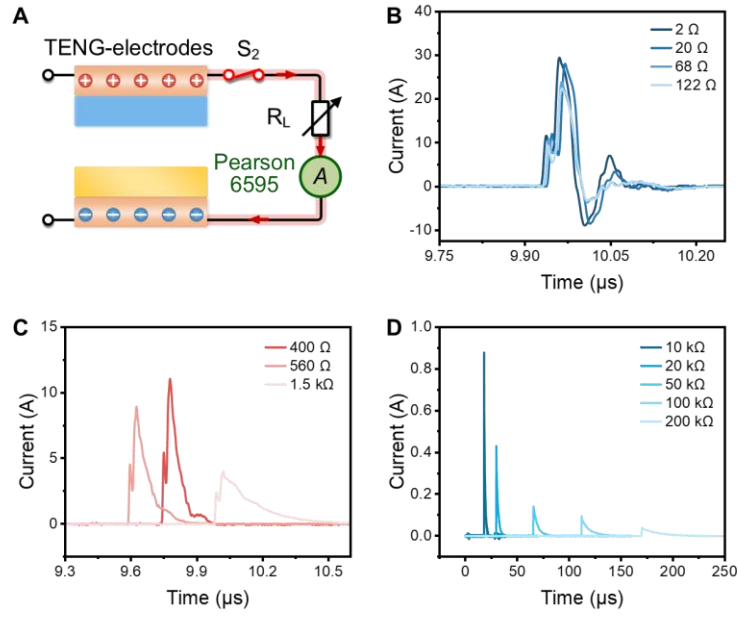 A
TENG-electrodes
S2
RL
Pearson
6595
A
B
Current (A)
40
30
20
10
0
-10
9.75
9.90
10.05
10.20
Time (µs)
2 Ω
20 Ω
68 Ω
122 Ω
C
Current (A)
15
10
5
0
9.3
9.6
9.9
10.2
10.5
Time (µs)
400 Ω
560 Ω
1.5 kΩ
D
Current (A)
1.0
0.8
0.6
0.4
0.2
0.0
0
50
100
150
200
250
Time (µs)
10 kΩ
20 kΩ
50 kΩ
100 kΩ
200 kΩ